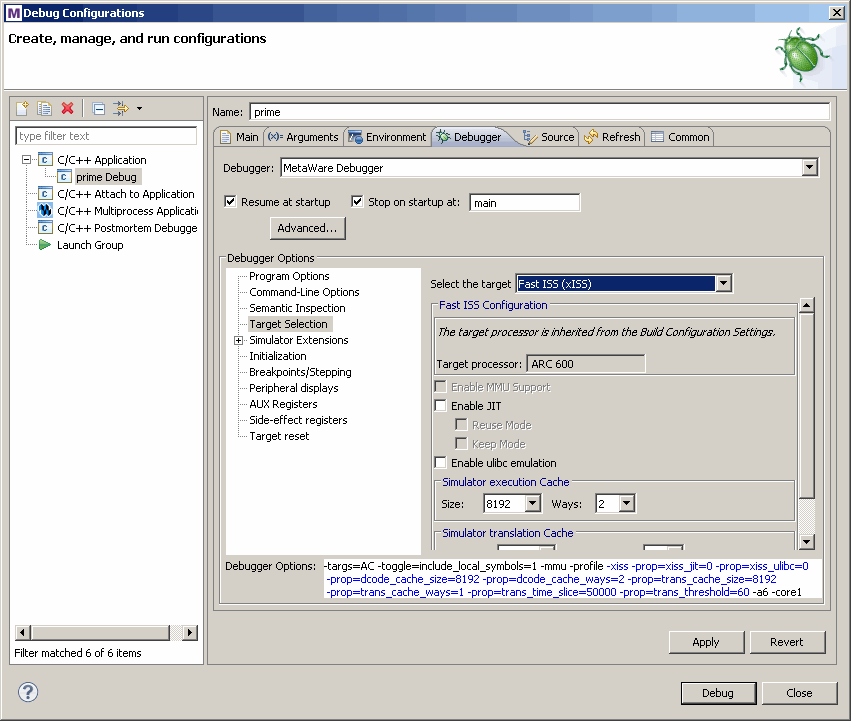 M Debug Configurations
Create, manage, and run configurations
type filter text
C/C++ Application
prime Debug
C/C++ Attach to Application
C/C++ Multiprocess Applicati
C/C++ Postmortem Debugge
Launch Group
Filter matched 6 of 6 items
Name: prime
Main (x)= Arguments Environment Debugger Source Refresh Common
Debugger: MetaWare Debugger
Resume at startup Stop on startup at: main
Advanced...
Debugger Options
Program Options
Command-Line Options
Semantic Inspection
Target Selection
Simulator Extensions
Initialization
Breakpoints/Stepping
Peripheral displays
AUX Registers
Side-effect registers
Target reset
Select the target Fast ISS (xISS)
Fast ISS Configuration
The target processor is inherited from the Build Configuration Settings.
Target processor: ARC 600
Enable MMU Support
Enable JIT
Reuse Mode
Keep Mode
Enable ulibc emulation
Simulator execution Cache
Size: 8192 Ways: 2
Simulator translation Cache
Debugger Options: -targs=AC -toggle=include_local_symbols=1 -mmu -profile -xiss -prop=xiss_jit=0 -prop=xiss_ulibc=0
-prop=dcode_cache_size=8192 -prop=dcode_cache_ways=2 -prop=trans_cache_size=8192
-prop=trans_cache_ways=1 -prop=trans_time_slice=50000 -prop=trans_threshold=60 -a6 -core1
Apply Revert
? Debug Close